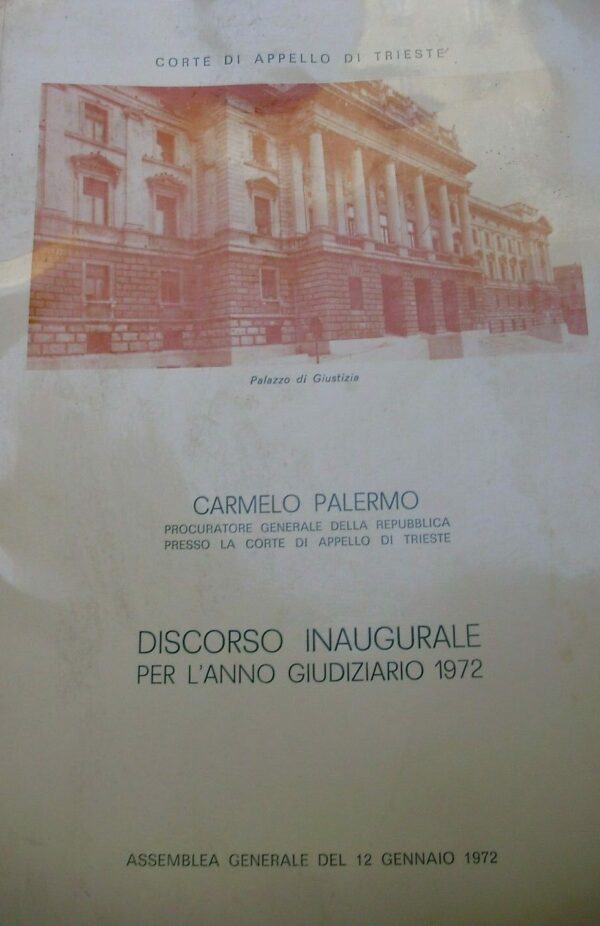 CORTE DI APPELLO DI TRIESTE
Palazzo di Giustizia
CARMELO PALERMO
PROCURATORE GENERALE DELLA REPUBBLICA
PRESSO LA CORTE DI APPELLO DI TRIESTE
DISCORSO INAUGURALE
PER L'ANNO GIUDIZIARIO 1972
ASSEMBLEA GENERALE DEL 12 GENNAIO 1972